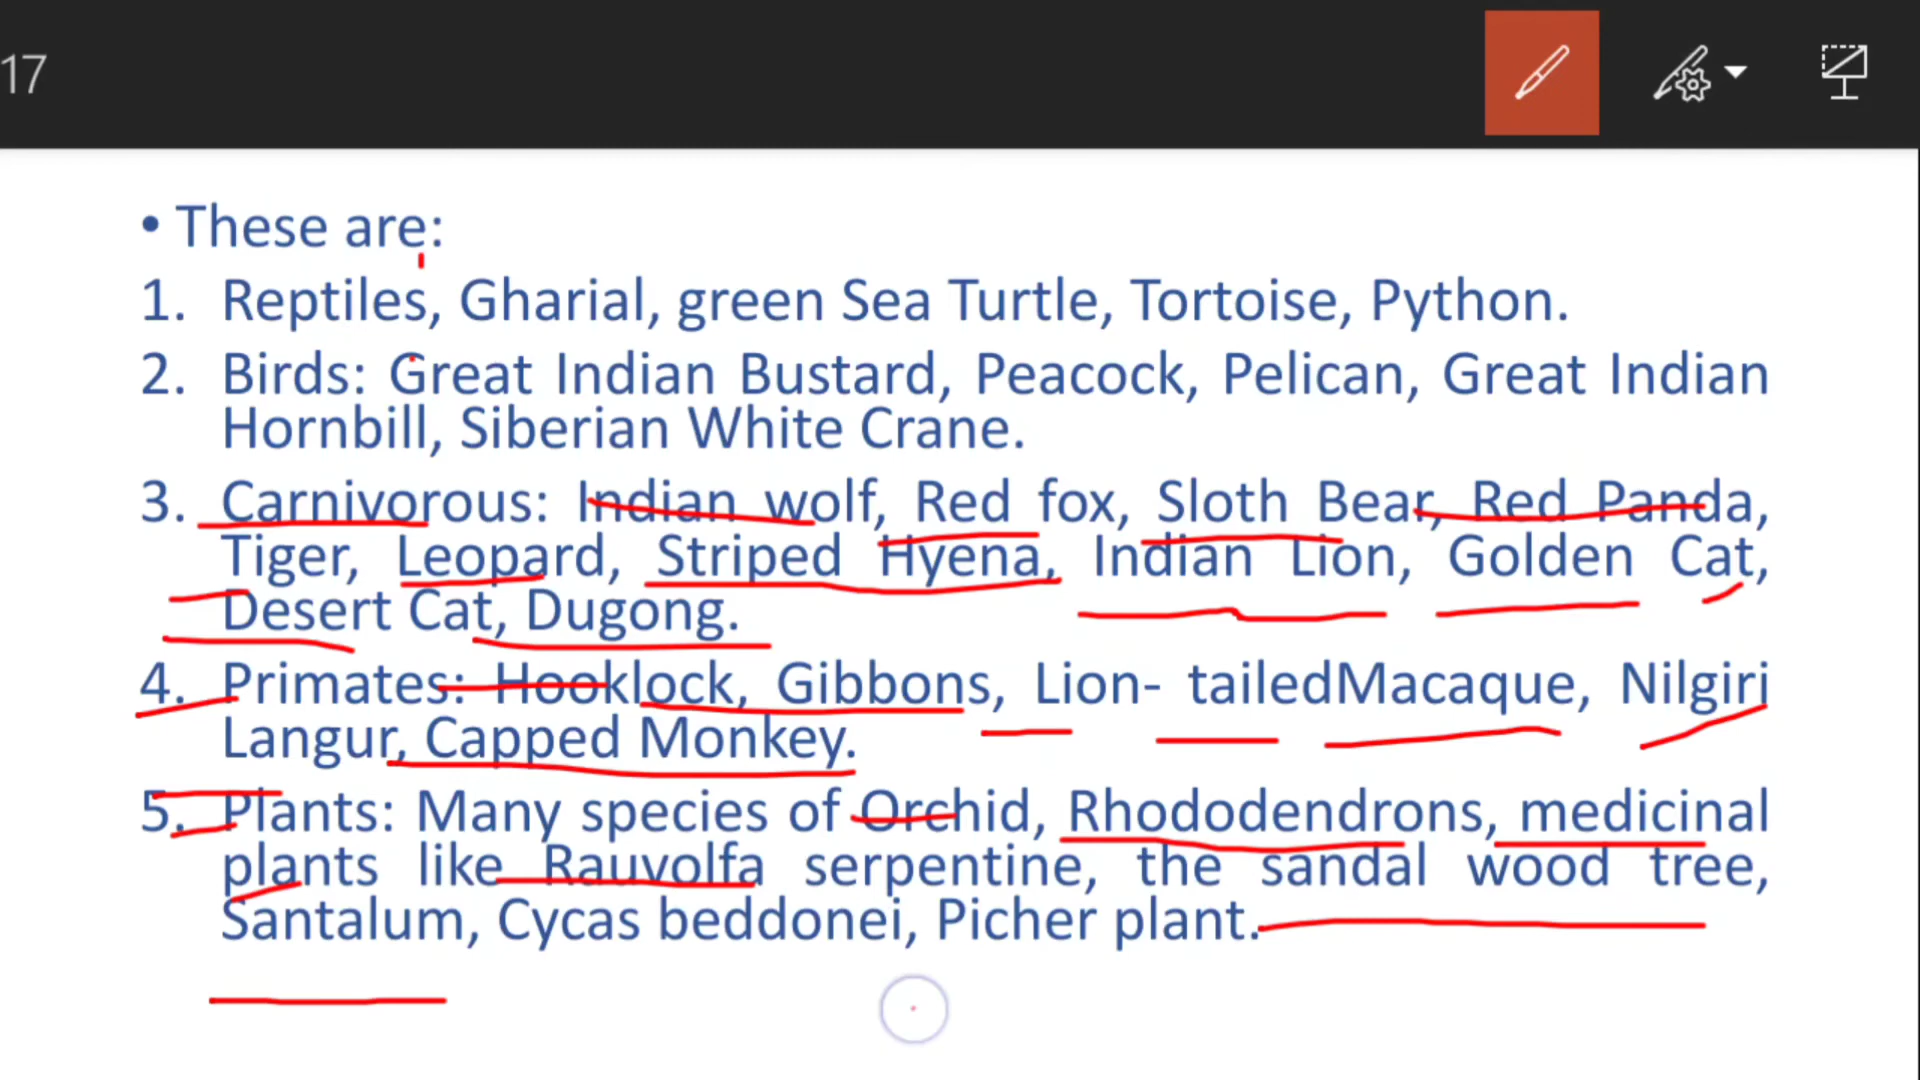 17
• These are:
1. Reptiles, Gharial, green Sea Turtle, Tortoise, Python.
2. Birds: Great Indian Bustard, Peacock, Pelican, Great Indian
Hornbill, Siberian White Crane.
3. Carnivorous: Indian wolf, Red fox, Sloth Bear, Red Panda,
Tiger, Leopard, Striped Hyena, Indian Lion, Golden Cat,
Desert Cat, Dugong.
4. Primates: Hooklock, Gibbons, Lion- tailedMacaque, Nilgiri
Langur, Capped Monkey.
5. Plants: Many species of Orchid, Rhododendrons, medicinal
plants like Rauvolfa serpentine, the sandal wood tree,
Santalum, Cycas beddonei, Picher plant.